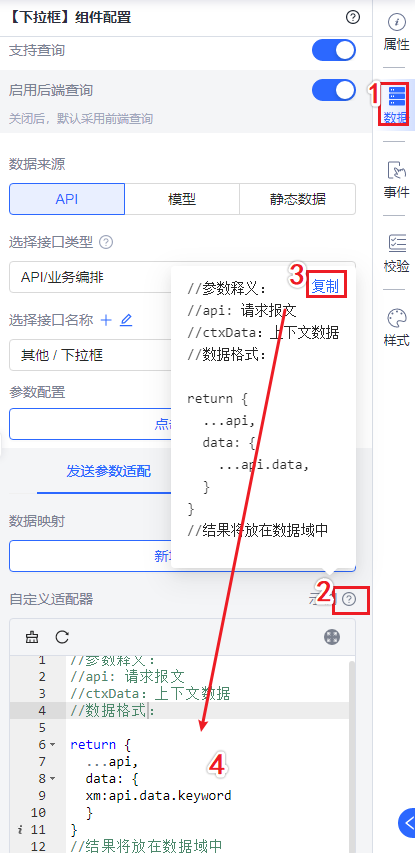 【下拉框】组件配置
支持查询
启用后端查询
关闭后，默认采用前端查询
数据来源
API
模型
静态数据
选择接口类型
API/业务编排
选择接口名称
其他 / 下拉框
参数配置
点
发送参数适配
数据映射
新
自定义适配器
3
复制
//参数释义：
//api: 请求报文
//ctxData：上下文数据
//数据格式：
return {
...api,
data: {
...api.data,
}
}
//结果将放在数据域中
2
1 //参数释义：
2 //api: 请求报文
3 //ctxData：上下文数据
4 //数据格式：
5
6 return {
7 ...api,
8 data: {
9 xm:api.data.keyword
10 }
11 }
12 //结果将放在数据域中
4
属性
1
数据
事件
校验
样式